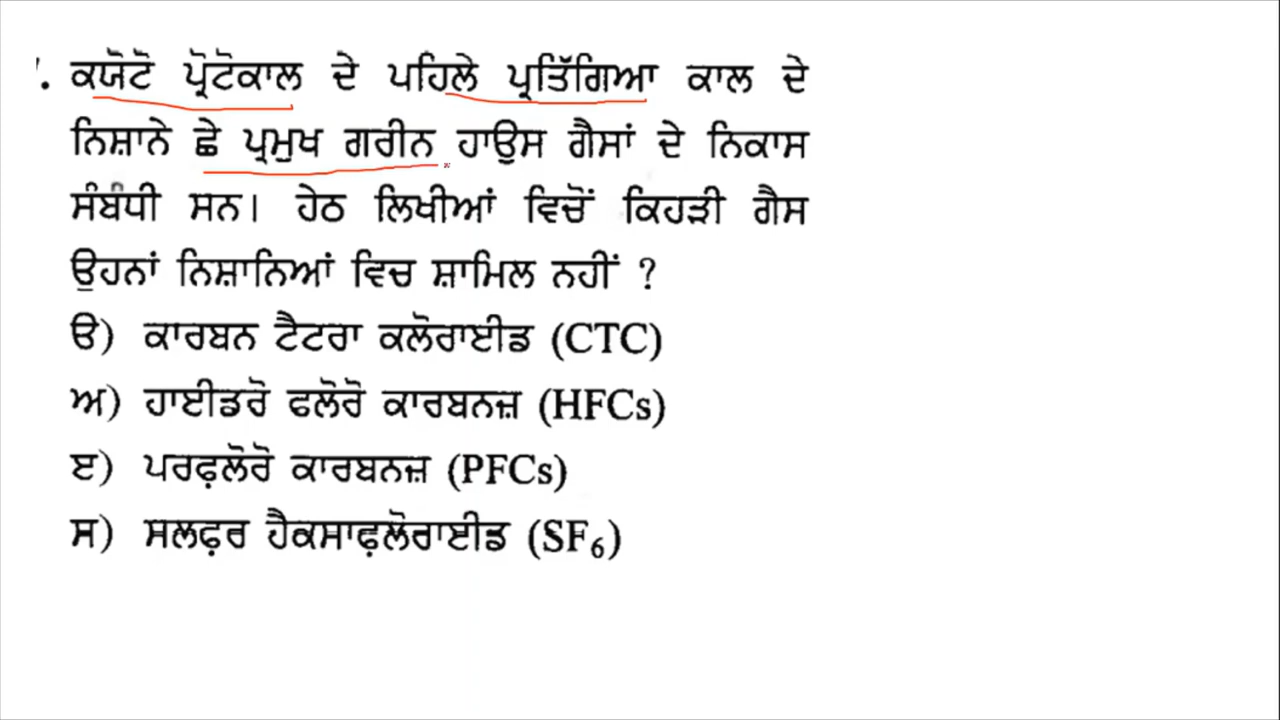 . ਕਯੋਟੋ ਪ੍ਰੋਟੋਕਾਲ ਦੇ ਪਹਿਲੇ ਪ੍ਰਤਿੱਗਿਆ ਕਾਲ ਦੇ
ਨਿਸ਼ਾਨੇ ਛੇ ਪ੍ਰਮੁਖ ਗਰੀਨ ਹਾਉਸ ਗੈਸਾਂ ਦੇ ਨਿਕਾਸ
ਸੰਬੰਧੀ ਸਨ। ਹੇਠ ਲਿਖੀਆਂ ਵਿਚੋਂ ਕਿਹੜੀ ਗੈਸ
ਉਹਨਾਂ ਨਿਸ਼ਾਨਿਆਂ ਵਿਚ ਸ਼ਾਮਿਲ ਨਹੀਂ ?
ੳ) ਕਾਰਬਨ ਟੈਟਰਾ ਕਲੋਰਾਈਡ (CTC)
ਅ) ਹਾਈਡਰੋ ਫਲੋਰੋ ਕਾਰਬਨਜ਼ (HFCs)
ੲ) ਪਰਫ਼ਲੋਰੋ ਕਾਰਬਨਜ਼ (PFCs)
ਸ) ਸਲਫ਼ਰ ਹੈਕਸਾਫ਼ਲੋਰਾਈਡ (SF₆)